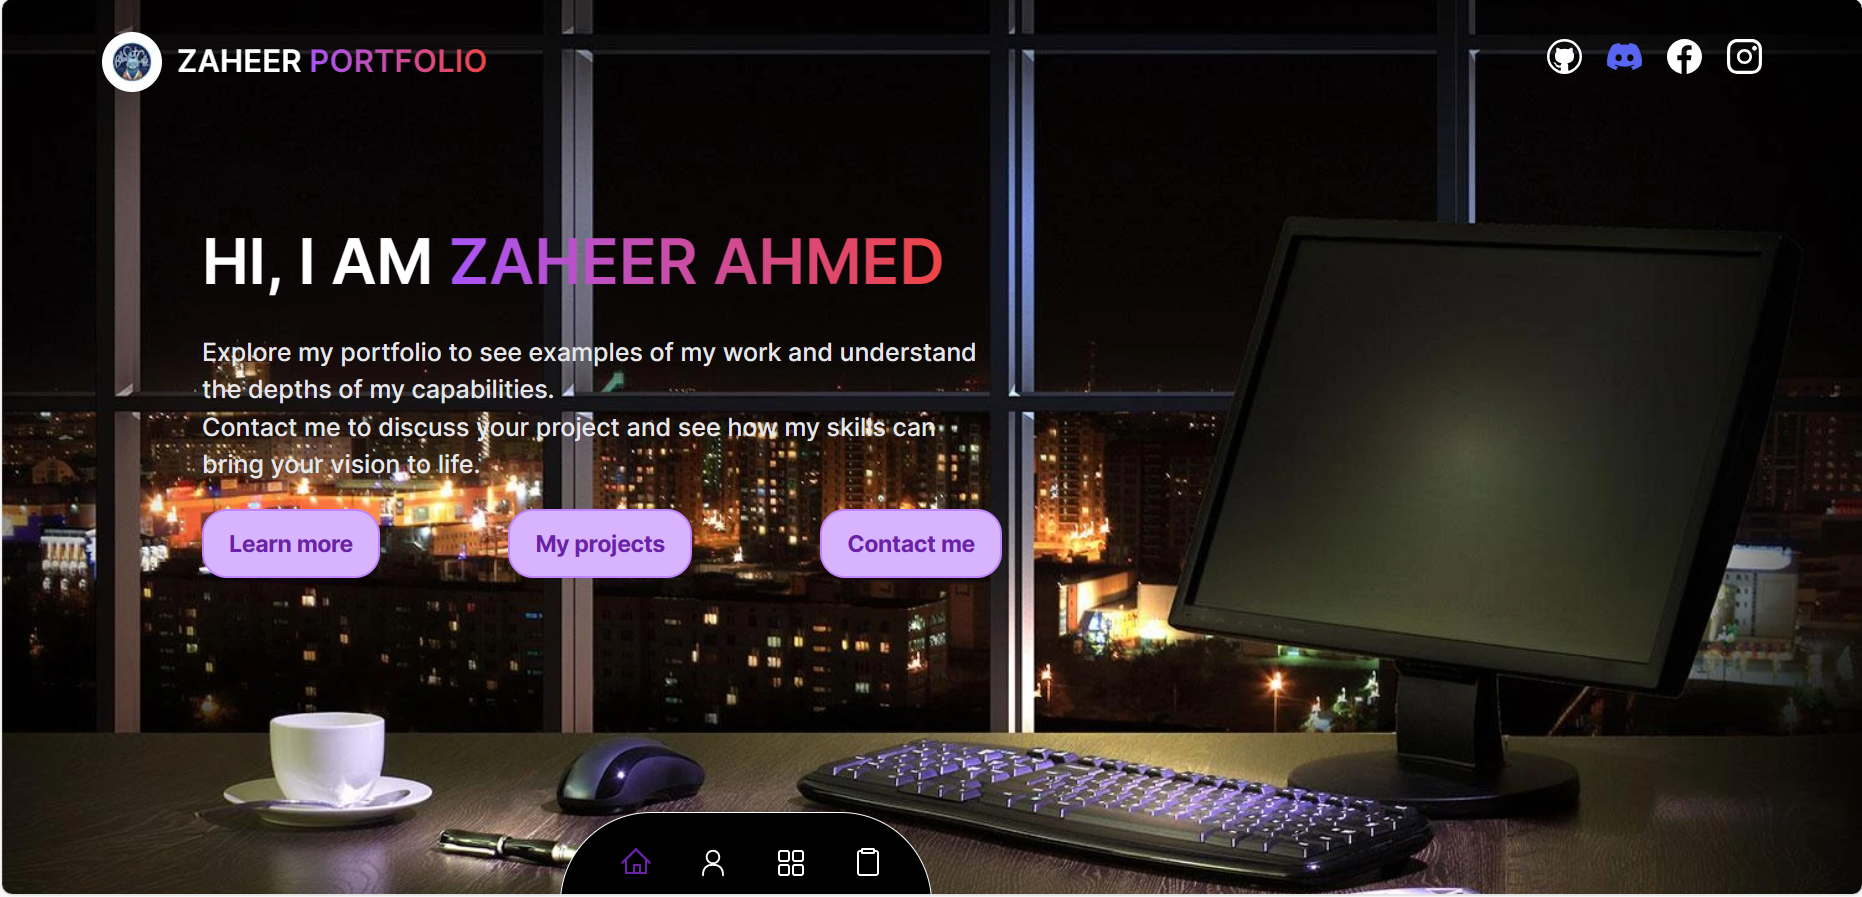 ZAHEER PORTFOLIO
HI, I AM ZAHEER AHMED
Explore my portfolio to see examples of my work and understand
the depths of my capabilities.
Contact me to discuss your project and see how my skills can
bring your vision to life.
Learn more
My projects
Contact me